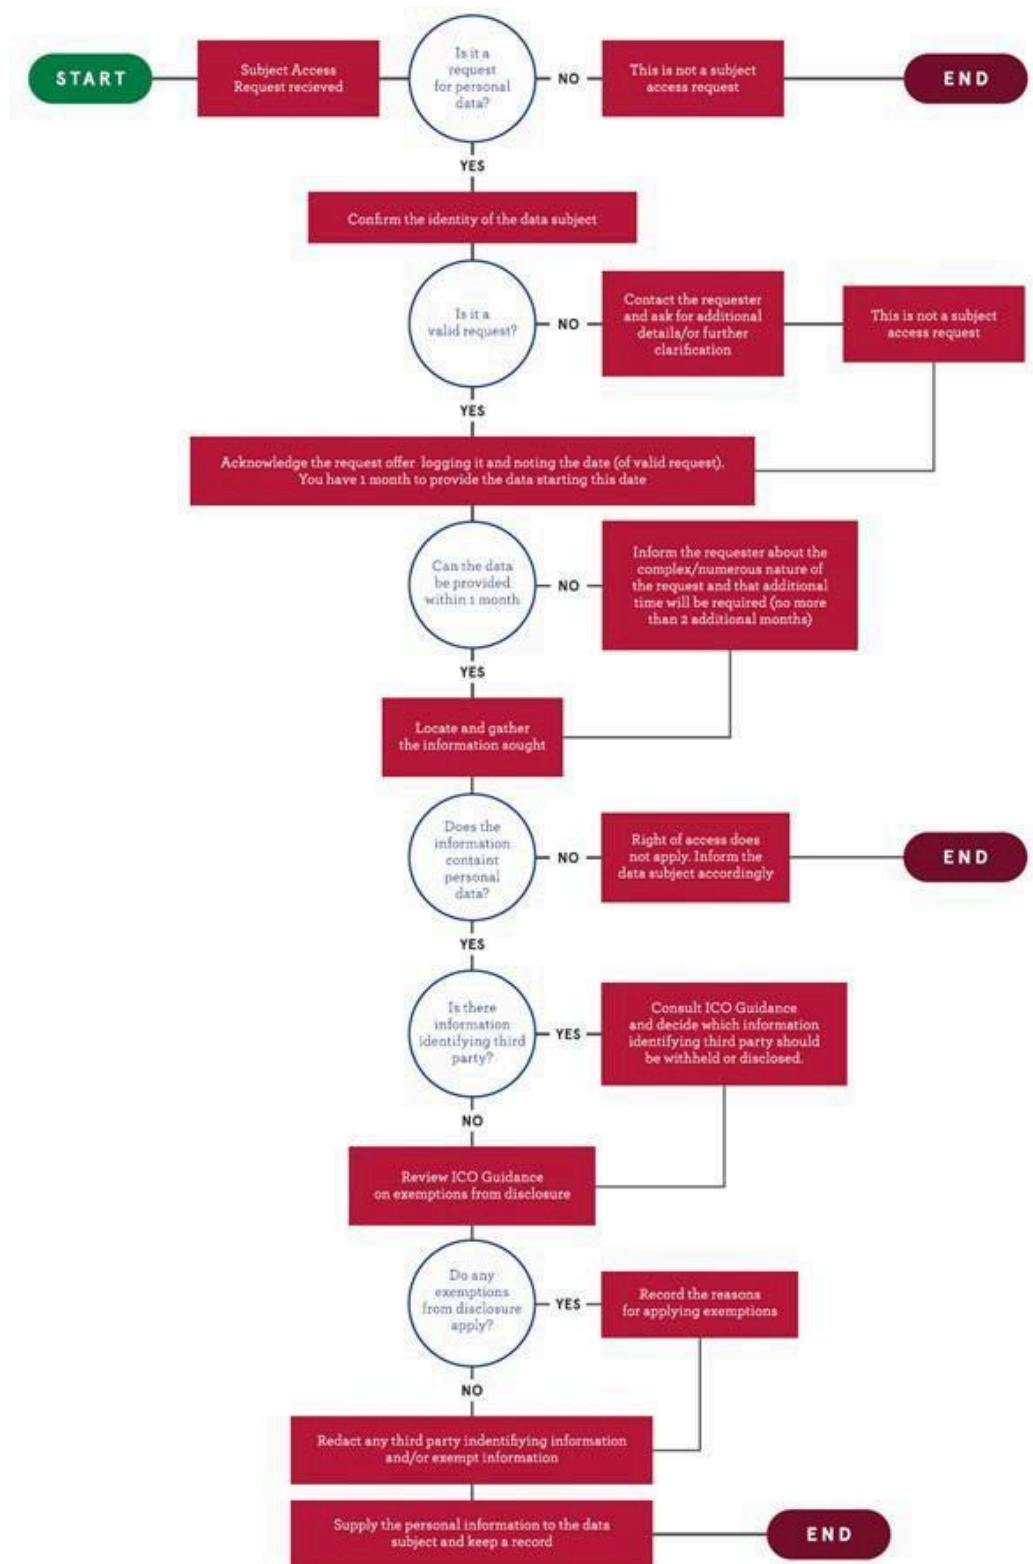 START
Subject Access
Request recieved
Is it a
request
for personal
data?
NO
This is not a subject
access request
END
YES
Confirm the identity of the data subject
Is it a
valid request?
NO
Contact the requester
and ask for additional
details/or further
clarification
This is not a subject
access request
YES
Acknowledge the request offer logging it and noting the date (of valid request).
You have 1 month to provide the data starting this date
Can the data
be provided
within 1 month
NO
Inform the requester about the
complex/numerous nature of
the request and that additional
time will be required (no more
than 2 additional months)
YES
Locate and gather
the information sought
Does the
information
containt
personal
data?
NO
Right of access does
not apply. Inform the
data subject accordingly
END
YES
Is there
information
identifying third
party?
YES
Consult ICO Guidance
and decide which information
identifying third party should
be withheld or disclosed.
NO
Review ICO Guidance
on exemptions from disclosure
Do any
exemptions
from disclosure
apply?
YES
Record the reasons
for applying exemptions
NO
Redact any third party indentifiying information
and/or exempt information
Supply the personal information to the data
subject and keep a record
END